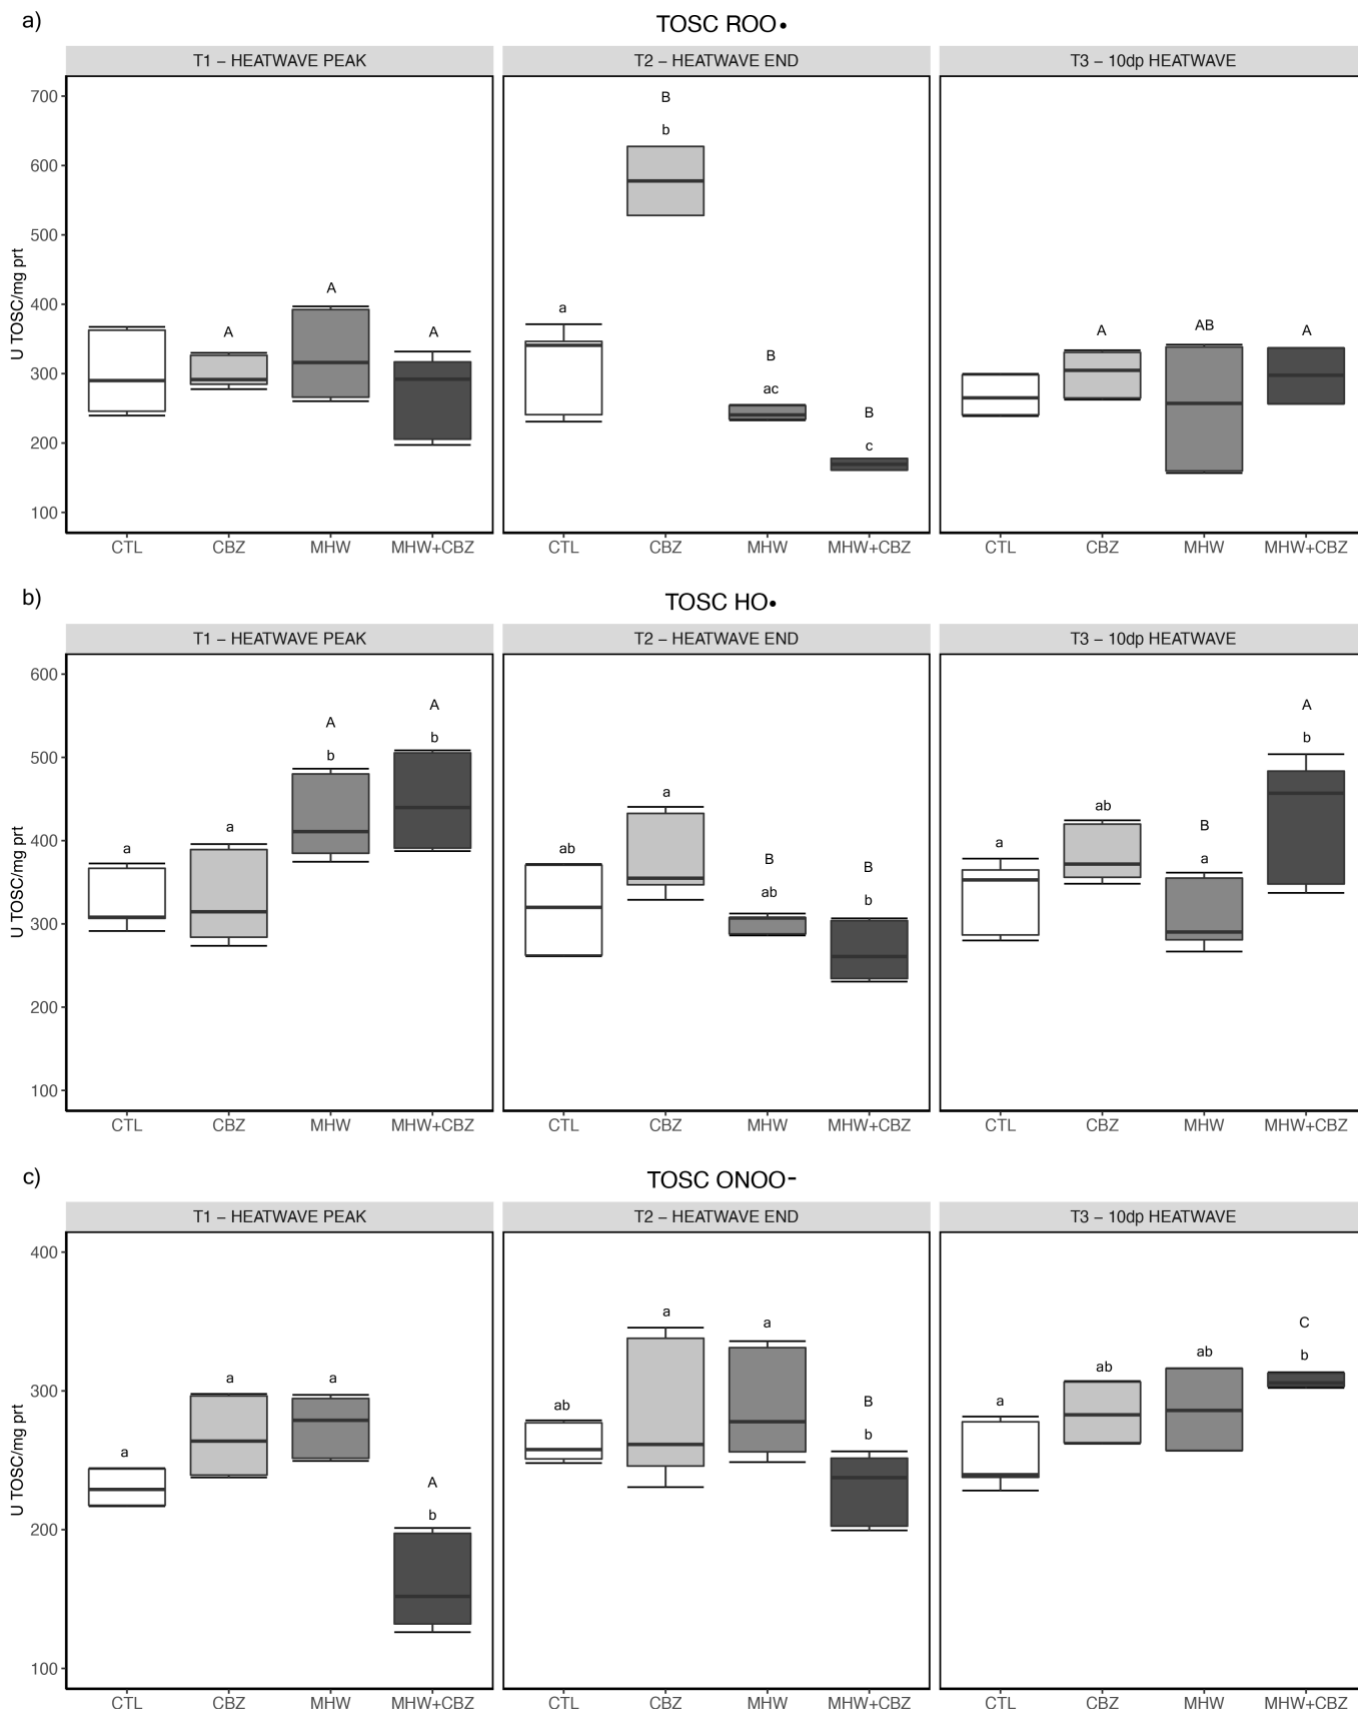 a)
TOSC ROO•
T1 – HEATWAVE PEAK
T2 – HEATWAVE END
T3 – 10dp HEATWAVE
U TOSC/mg prt
700
600
500
400
300
200
100
A
A
A
a
B
b
B
ac
B
c
A
AB
A
CTL CBZ MHW MHW+CBZ
CTL CBZ MHW MHW+CBZ
CTL CBZ MHW MHW+CBZ
b)
TOSC HO•
T1 – HEATWAVE PEAK
T2 – HEATWAVE END
T3 – 10dp HEATWAVE
U TOSC/mg prt
600
500
400
300
200
100
a
a
A
b
A
b
ab
a
B
ab
B
b
a
ab
B
a
A
b
CTL CBZ MHW MHW+CBZ
CTL CBZ MHW MHW+CBZ
CTL CBZ MHW MHW+CBZ
c)
TOSC ONOO-
T1 – HEATWAVE PEAK
T2 – HEATWAVE END
T3 – 10dp HEATWAVE
U TOSC/mg prt
400
300
200
100
a
a
a
A
b
ab
a
a
B
b
a
ab
ab
C
b
CTL CBZ MHW MHW+CBZ
CTL CBZ MHW MHW+CBZ
CTL CBZ MHW MHW+CBZ